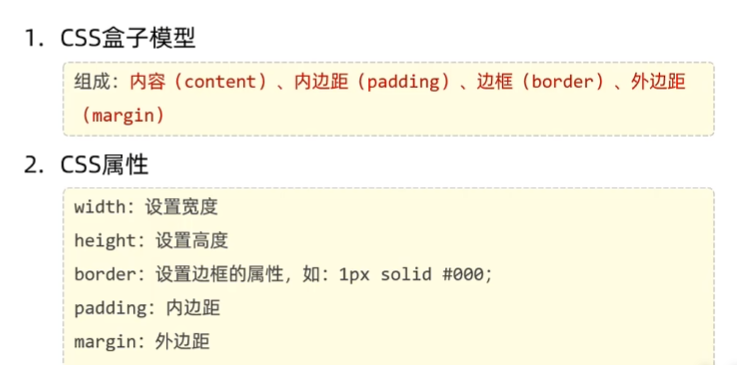 1. CSS盒子模型
组成：内容（content）、内边距（padding）、边框（border）、外边距
（margin）
2. CSS属性
width：设置宽度
height：设置高度
border：设置边框的属性，如：1px solid #000;
padding：内边距
margin：外边距